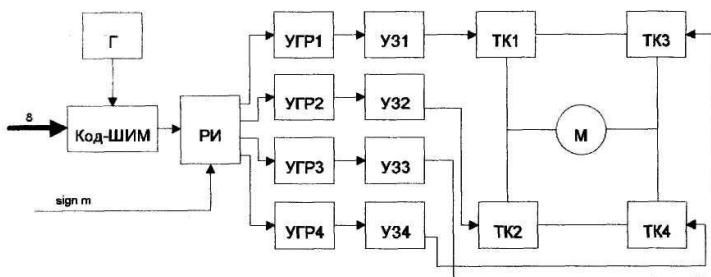 Г
8
Код-ШИМ
РИ
sign m
УГР1
УЗ1
ТК1
ТК3
УГР2
УЗ2
М
УГР3
УЗ3
УГР4
УЗ4
ТК2
ТК4